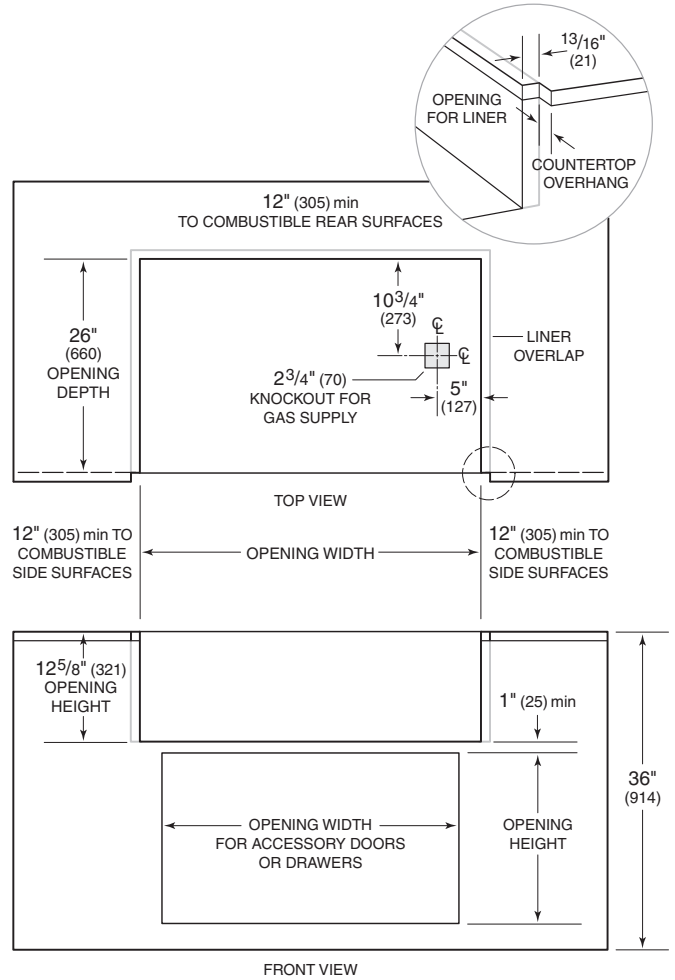 13/16"
(21)
OPENING
FOR LINER
COUNTERTOP
OVERHANG
12" (305) min
TO COMBUSTIBLE REAR SURFACES
26"
(660)
OPENING
DEPTH
10 3/4"
(273)
℄
℄
2 3/4" (70)
KNOCKOUT FOR
GAS SUPPLY
5"
(127)
LINER
OVERLAP
TOP VIEW
12" (305) min TO
COMBUSTIBLE
SIDE SURFACES
OPENING WIDTH
12" (305) min TO
COMBUSTIBLE
SIDE SURFACES
12 5/8" (321)
OPENING
HEIGHT
1" (25) min
36"
(914)
OPENING WIDTH
FOR ACCESSORY DOORS
OR DRAWERS
OPENING
HEIGHT
FRONT VIEW